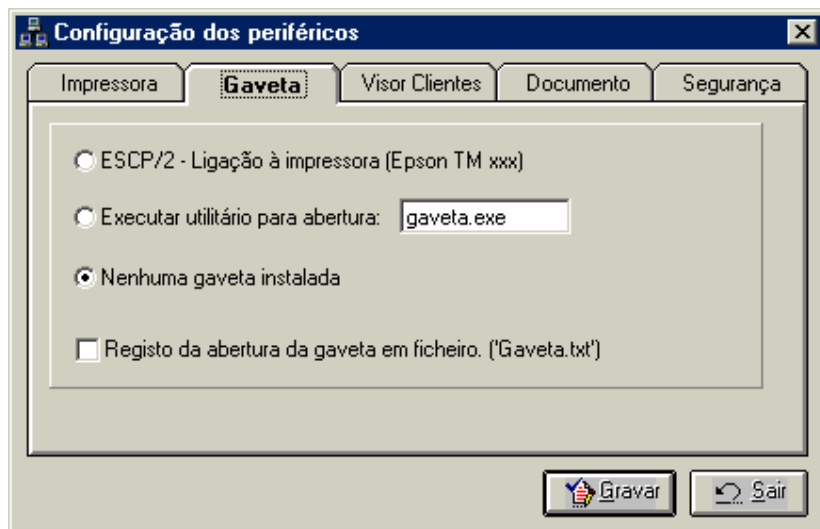 Configuração dos periféricos
Impressora Gaveta Visor Clientes Documento Segurança
ESCP/2 - Ligação à impressora (Epson TM xxx)
Executar utilitário para abertura: gaveta.exe
Nenhuma gaveta instalada
Registo da abertura da gaveta em ficheiro. ('Gaveta.txt')
Gravar Sair